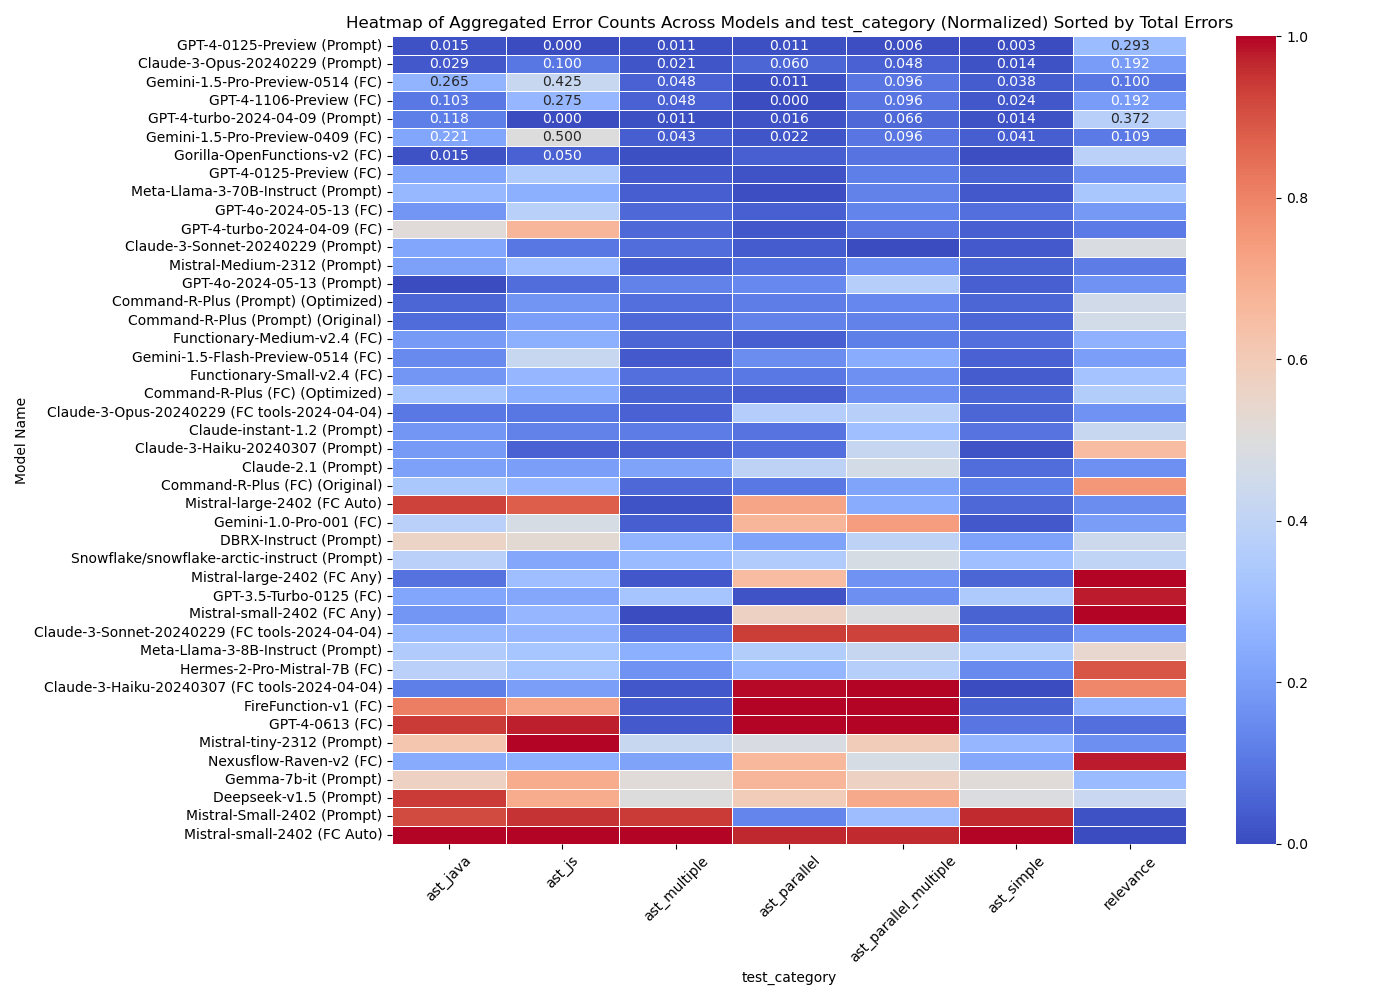 Heatmap of Aggregated Error Counts Across Models and test_category (Normalized) Sorted by Total Errors
Model Name
GPT-4-0125-Preview (Prompt) 0.015 0.000 0.011 0.011 0.006 0.003 0.293
Claude-3-Opus-20240229 (Prompt) 0.029 0.100 0.021 0.060 0.048 0.014 0.192
Gemini-1.5-Pro-Preview-0514 (FC) 0.265 0.425 0.048 0.011 0.096 0.038 0.100
GPT-4-1106-Preview (FC) 0.103 0.275 0.048 0.000 0.096 0.024 0.192
GPT-4-turbo-2024-04-09 (Prompt) 0.118 0.000 0.011 0.016 0.066 0.014 0.372
Gemini-1.5-Pro-Preview-0409 (FC) 0.221 0.500 0.043 0.022 0.096 0.041 0.109
Gorilla-OpenFunctions-v2 (FC) 0.015 0.050
GPT-4-0125-Preview (FC)
Meta-Llama-3-70B-Instruct (Prompt)
GPT-4o-2024-05-13 (FC)
GPT-4-turbo-2024-04-09 (FC)
Claude-3-Sonnet-20240229 (Prompt)
Mistral-Medium-2312 (Prompt)
GPT-4o-2024-05-13 (Prompt)
Command-R-Plus (Prompt) (Optimized)
Command-R-Plus (Prompt) (Original)
Functionary-Medium-v2.4 (FC)
Gemini-1.5-Flash-Preview-0514 (FC)
Functionary-Small-v2.4 (FC)
Command-R-Plus (FC) (Optimized)
Claude-3-Opus-20240229 (FC tools-2024-04-04)
Claude-instant-1.2 (Prompt)
Claude-3-Haiku-20240307 (Prompt)
Claude-2.1 (Prompt)
Command-R-Plus (FC) (Original)
Mistral-large-2402 (FC Auto)
Gemini-1.0-Pro-001 (FC)
DBRX-Instruct (Prompt)
Snowflake/snowflake-arctic-instruct (Prompt)
Mistral-large-2402 (FC Any)
GPT-3.5-Turbo-0125 (FC)
Mistral-small-2402 (FC Any)
Claude-3-Sonnet-20240229 (FC tools-2024-04-04)
Meta-Llama-3-8B-Instruct (Prompt)
Hermes-2-Pro-Mistral-7B (FC)
Claude-3-Haiku-20240307 (FC tools-2024-04-04)
FireFunction-v1 (FC)
GPT-4-0613 (FC)
Mistral-tiny-2312 (Prompt)
Nexusflow-Raven-v2 (FC)
Gemma-7b-it (Prompt)
Deepseek-v1.5 (Prompt)
Mistral-Small-2402 (Prompt)
Mistral-small-2402 (FC Auto)
ast_java
ast_js
ast_multiple
ast_parallel
ast_parallel_multiple
ast_simple
relevance
test_category
1.0
0.8
0.6
0.4
0.2
0.0